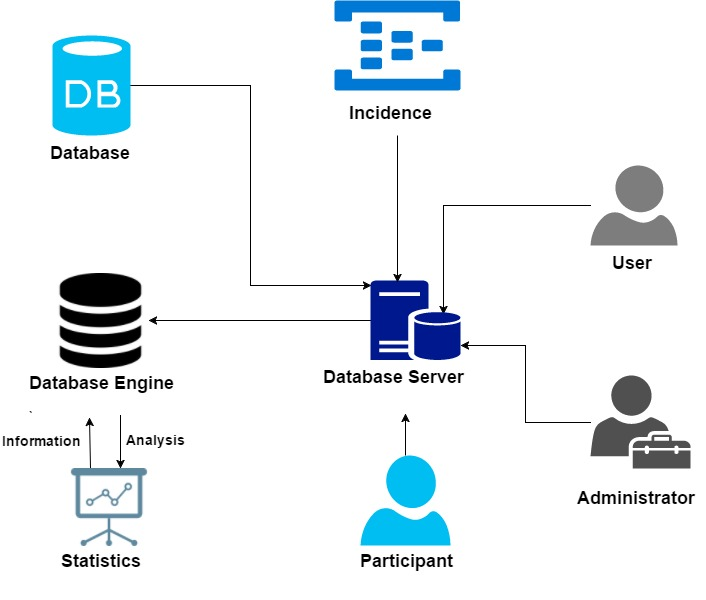 DB
Database
Incidence
User
Database Engine
Database Server
Information
Analysis
Statistics
Participant
Administrator